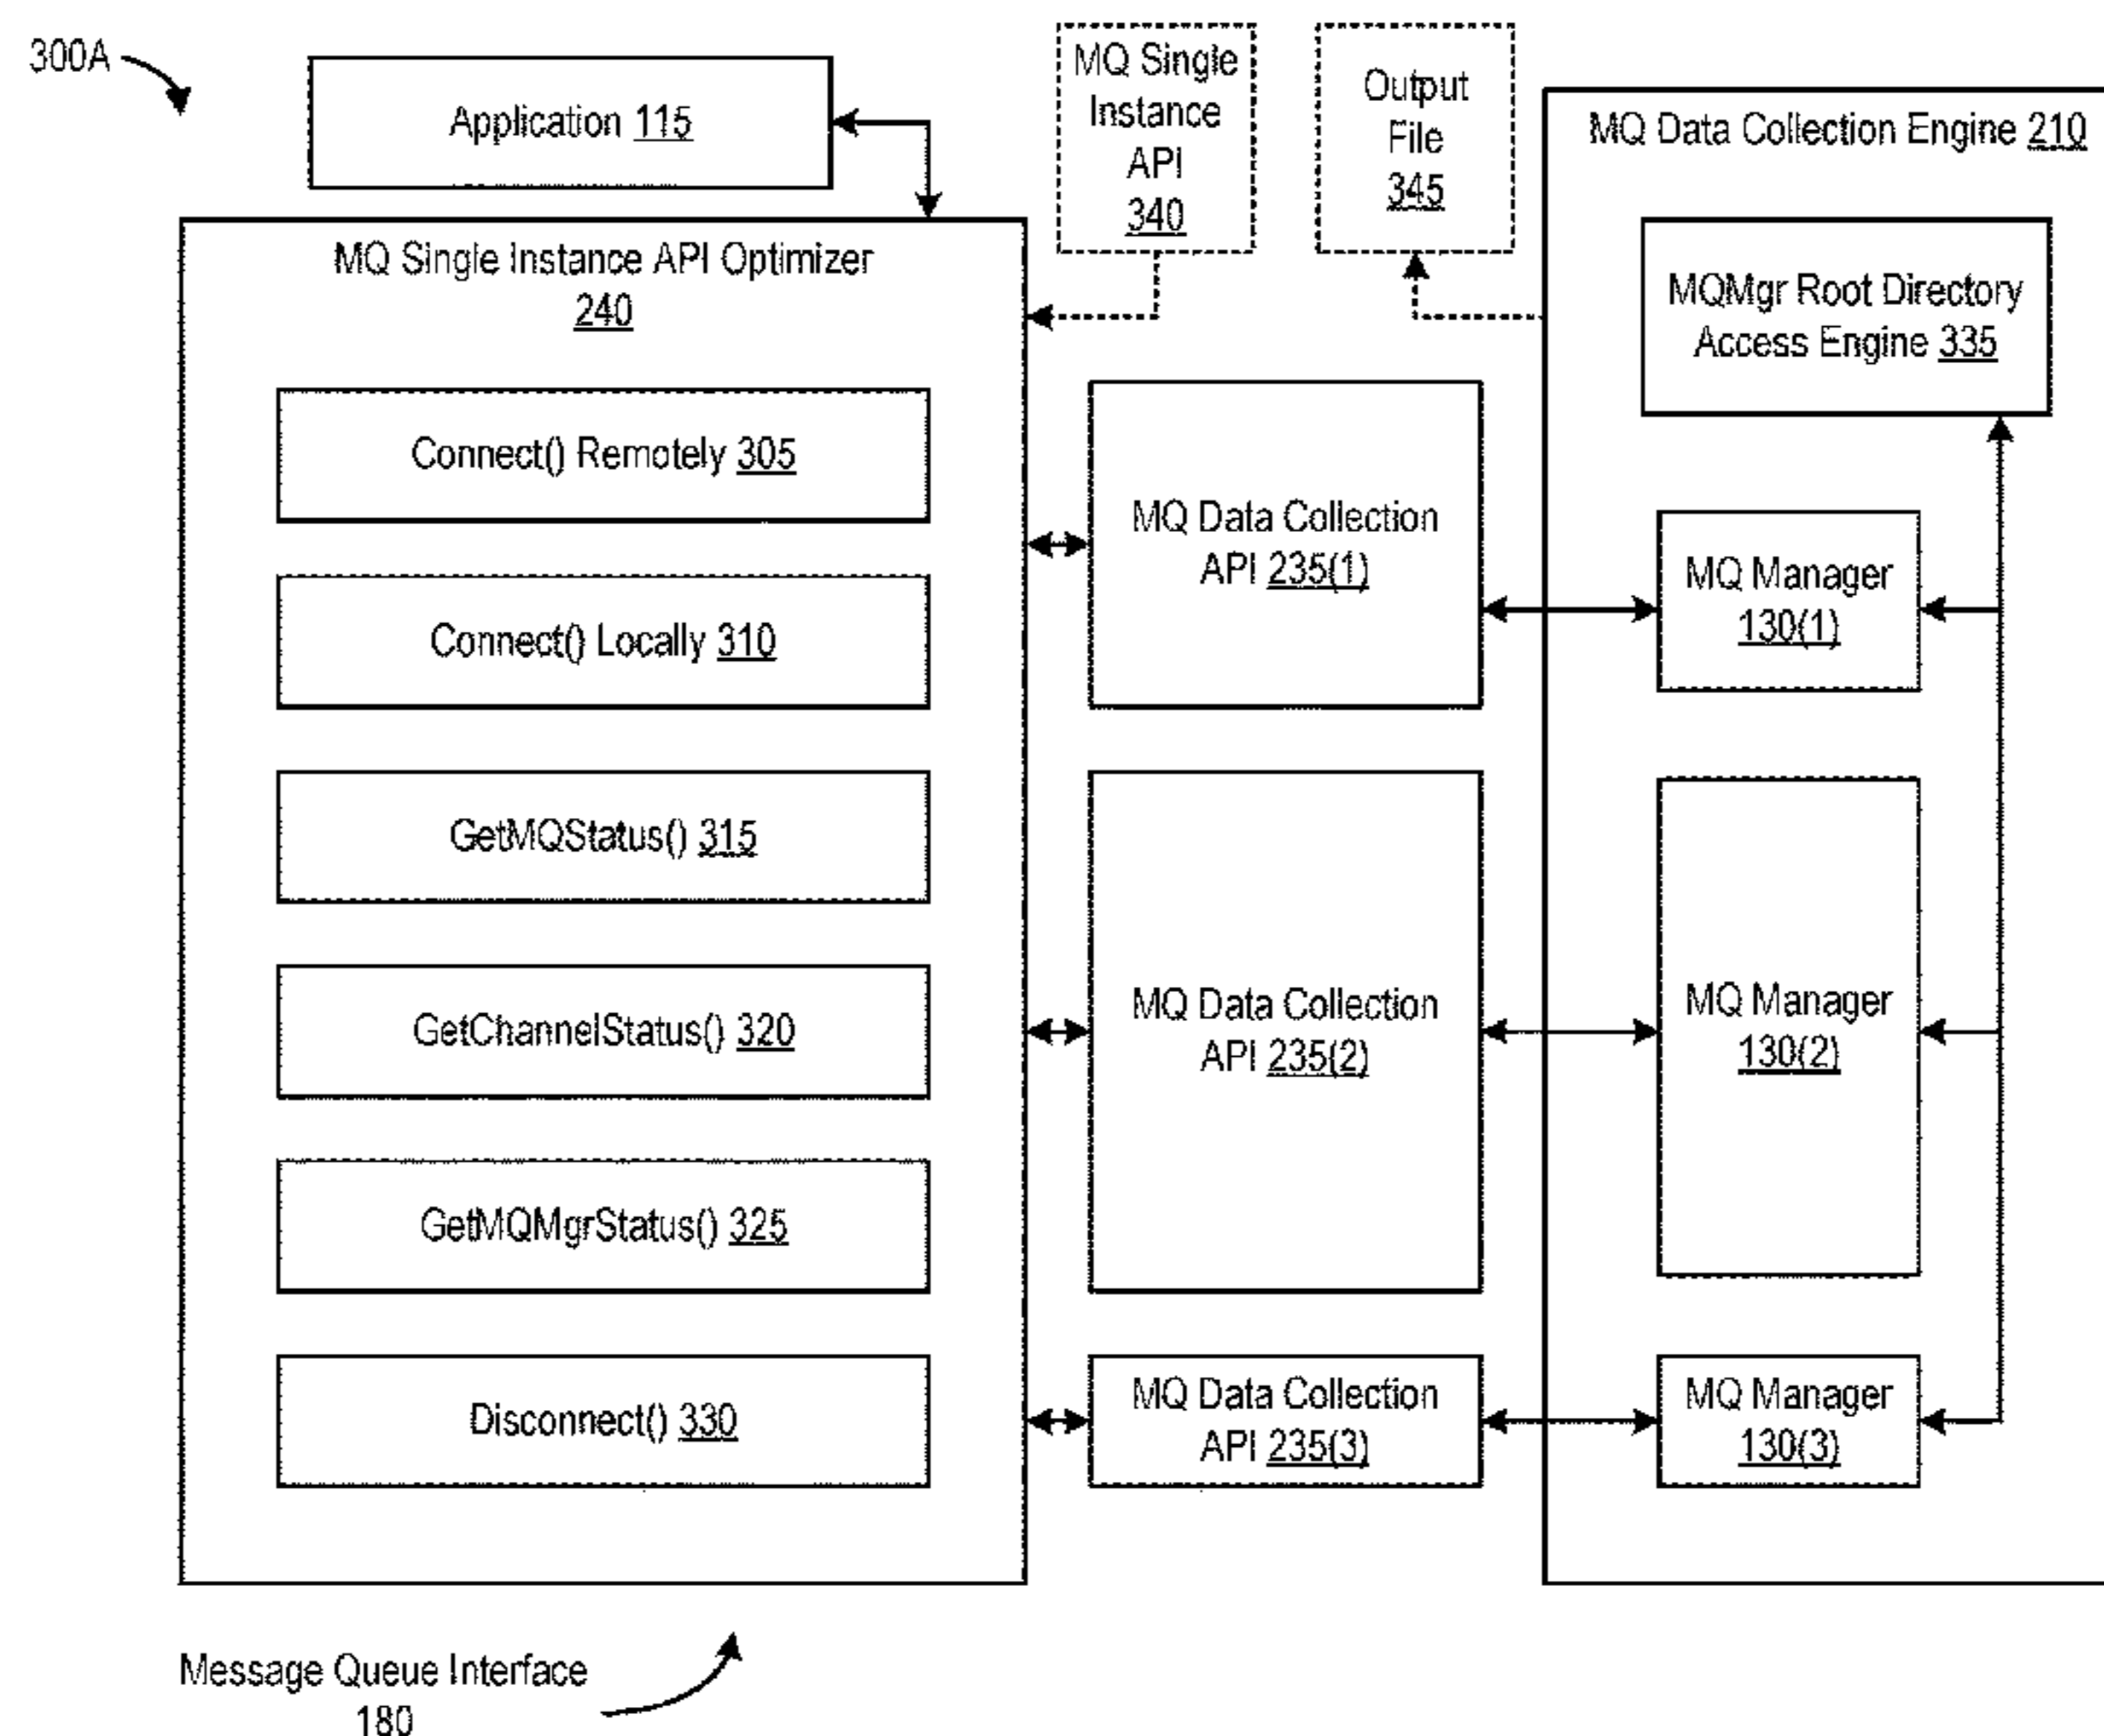 300A
Application 115
MQ Single
Instance
API
340
Output
File
345
MQ Data Collection Engine 210
MQ Single Instance API Optimizer
240
MQMgr Root Directory
Access Engine 335
Connect() Remotely 305
Connect() Locally 310
GetMQStatus() 315
GetChannelStatus() 320
GetMQMgrStatus() 325
Disconnect() 330
MQ Data Collection
API 235(1)
MQ Data Collection
API 235(2)
MQ Data Collection
API 235(3)
MQ Manager
130(1)
MQ Manager
130(2)
MQ Manager
130(3)
Message Queue Interface
180